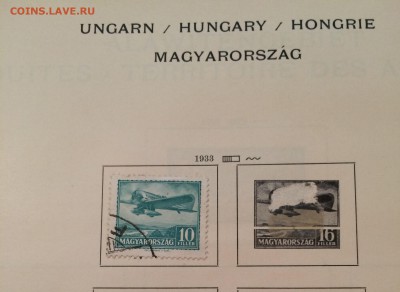 COINS.LAVE.RU
UNGARN / HUNGARY / HONGRIE
MAGYARORSZÁG
1933
10
FILLÉR
MAGYARORSZÁG
16
FILLÉR
MAGYARORSZÁG